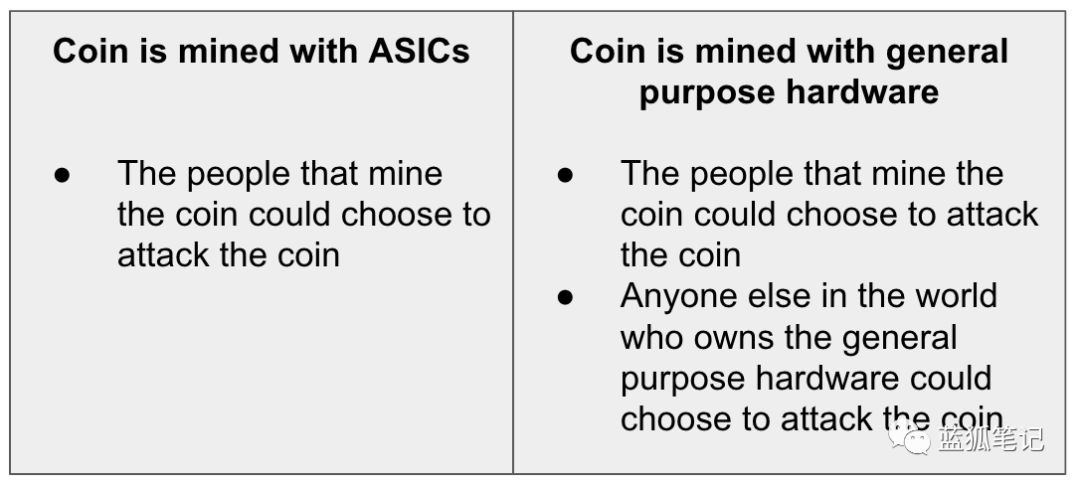 Coin is mined with ASICs
● The people that mine
the coin could choose to
attack the coin
Coin is mined with general
purpose hardware
● The people that mine the
coin could choose to attack
the coin
● Anyone else in the world
who owns the general
purpose hardware could
choose to attack the coin
蓝狐笔记